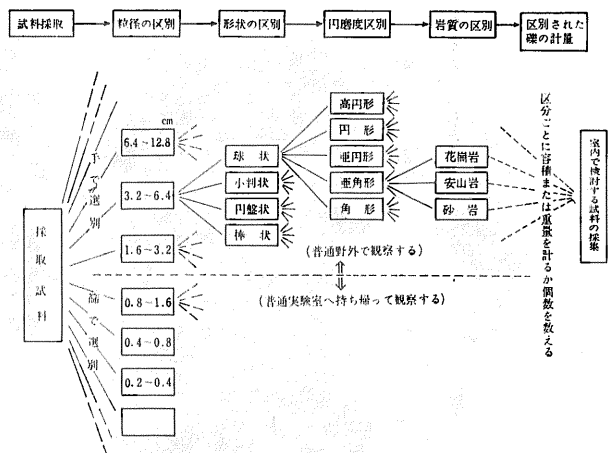 試料採取
粒径の区別
形状の区別
円磨度区別
岩質の区別
区別された
礫の計量
採取試料
手で選別
篩で選別
cm
6.4～12.8
3.2～6.4
1.6～3.2
0.8～1.6
0.4～0.8
0.2～0.4
球状
小判状
円盤状
棒状
高円形
円形
亜円形
亜角形
角形
花崗岩
安山岩
砂岩
(普通野外で観察する)
(普通実験室へ持ち帰って観察する)
区分ごとに容積または重量を計るか個数を数える
室内で検討する試料の採集